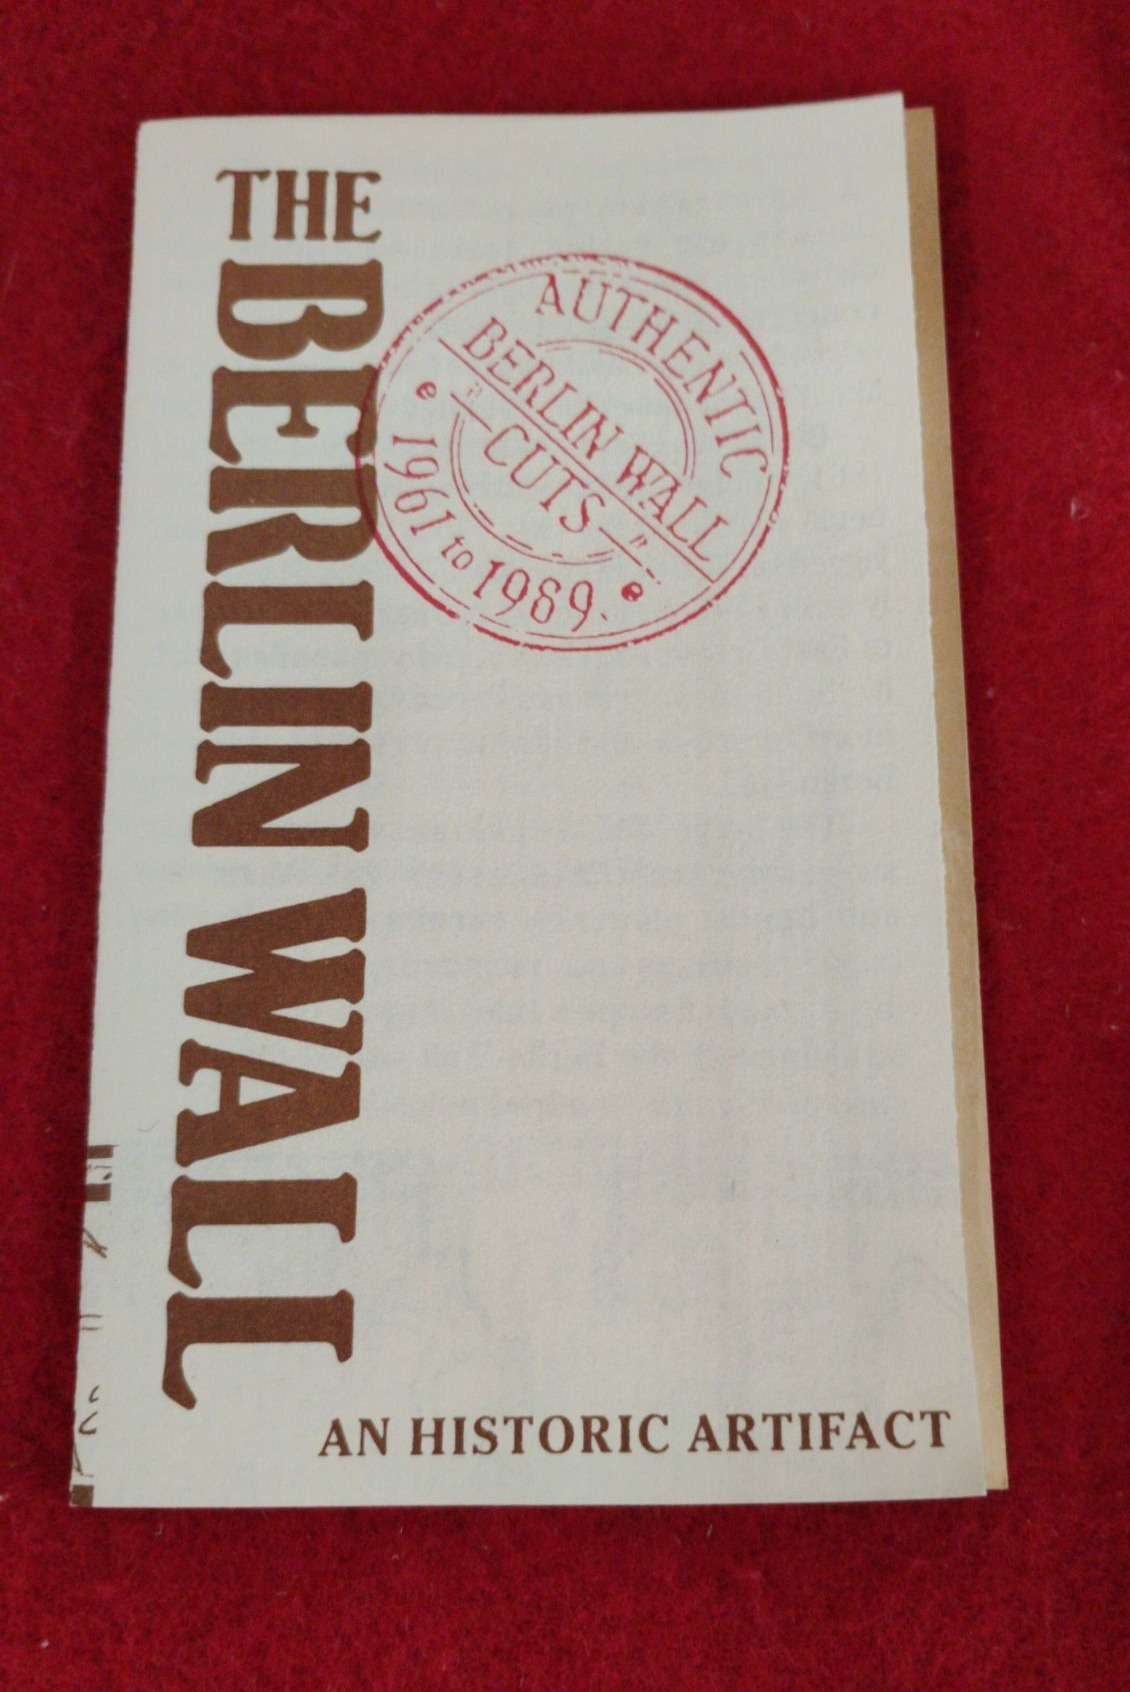 THE
BERLIN WALL
AUTHENTIC
BERLIN WALL
"CUTS"
1961 to 1989
AN HISTORIC ARTIFACT